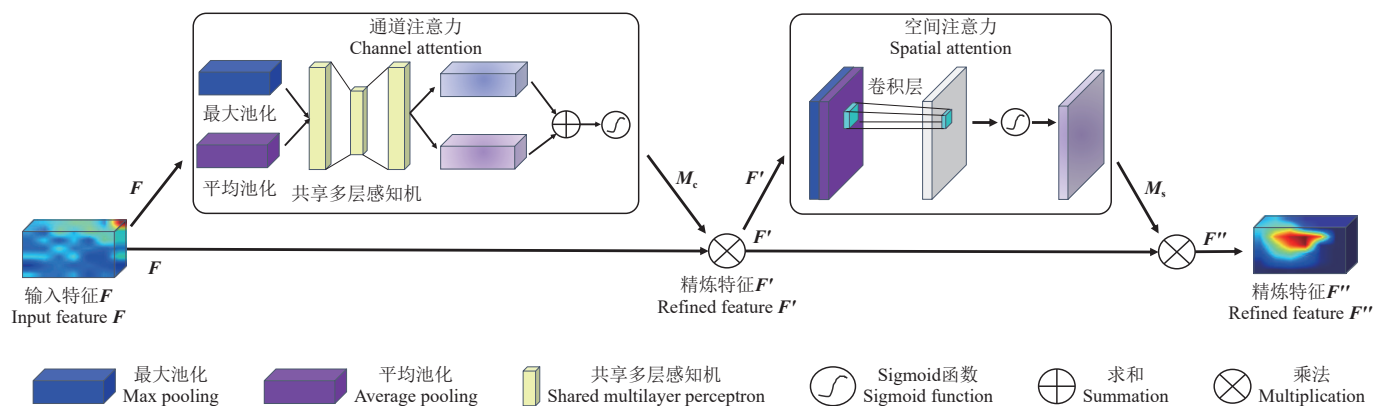 通道注意力
Channel attention
最大池化
平均池化
共享多层感知机
空间注意力
Spatial attention
卷积层
F
F
M_c
F′
F′
M_s
F″
输入特征F
Input feature F
精炼特征F′
Refined feature F′
精炼特征F″
Refined feature F″
最大池化
Max pooling
平均池化
Average pooling
共享多层感知机
Shared multilayer perceptron
Sigmoid函数
Sigmoid function
求和
Summation
乘法
Multiplication